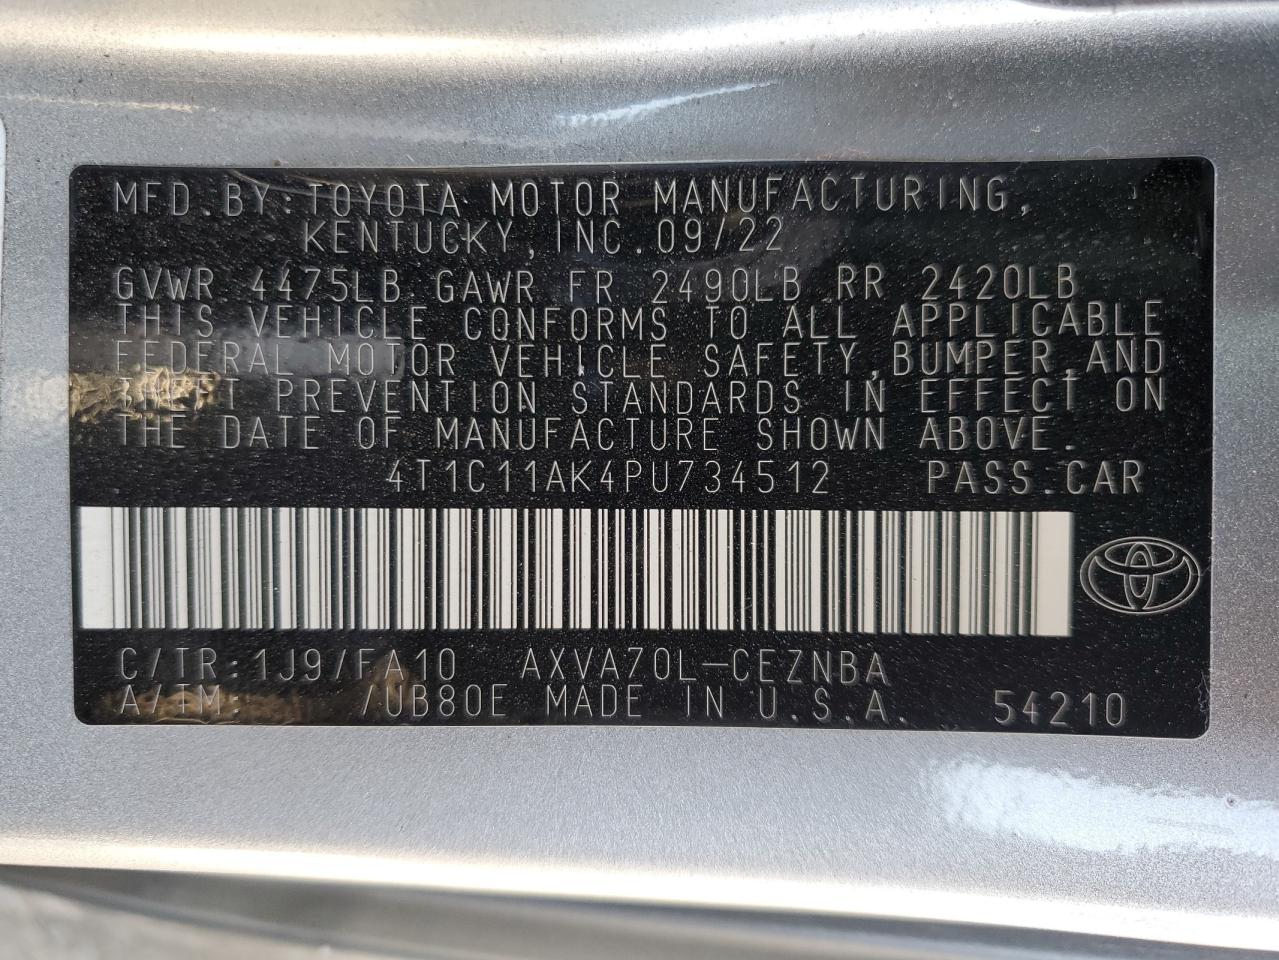 MFD.BY:TOYOTA MOTOR MANUFACTURING,
KENTUCKY,INC.09/22
GVWR 4475LB GAWR FR 2490LB RR 2420LB
THIS VEHICLE CONFORMS TO ALL APPLICABLE
FEDERAL MOTOR VEHICLE SAFETY,BUMPER,AND
THEFT PREVENTION STANDARDS IN EFFECT ON
THE DATE OF MANUFACTURE SHOWN ABOVE.
4T1C11AK4PU734512 PASS.CAR
C/TR:1J9/FA10 AXVA70L-CEZNBA
A/TM: /UB80E MADE IN U.S.A. 54210